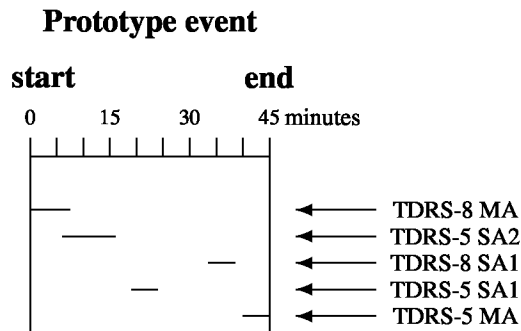 Prototype event
start end
0 15 30 45 minutes
TDRS-8 MA
TDRS-5 SA2
TDRS-8 SA1
TDRS-5 SA1
TDRS-5 MA